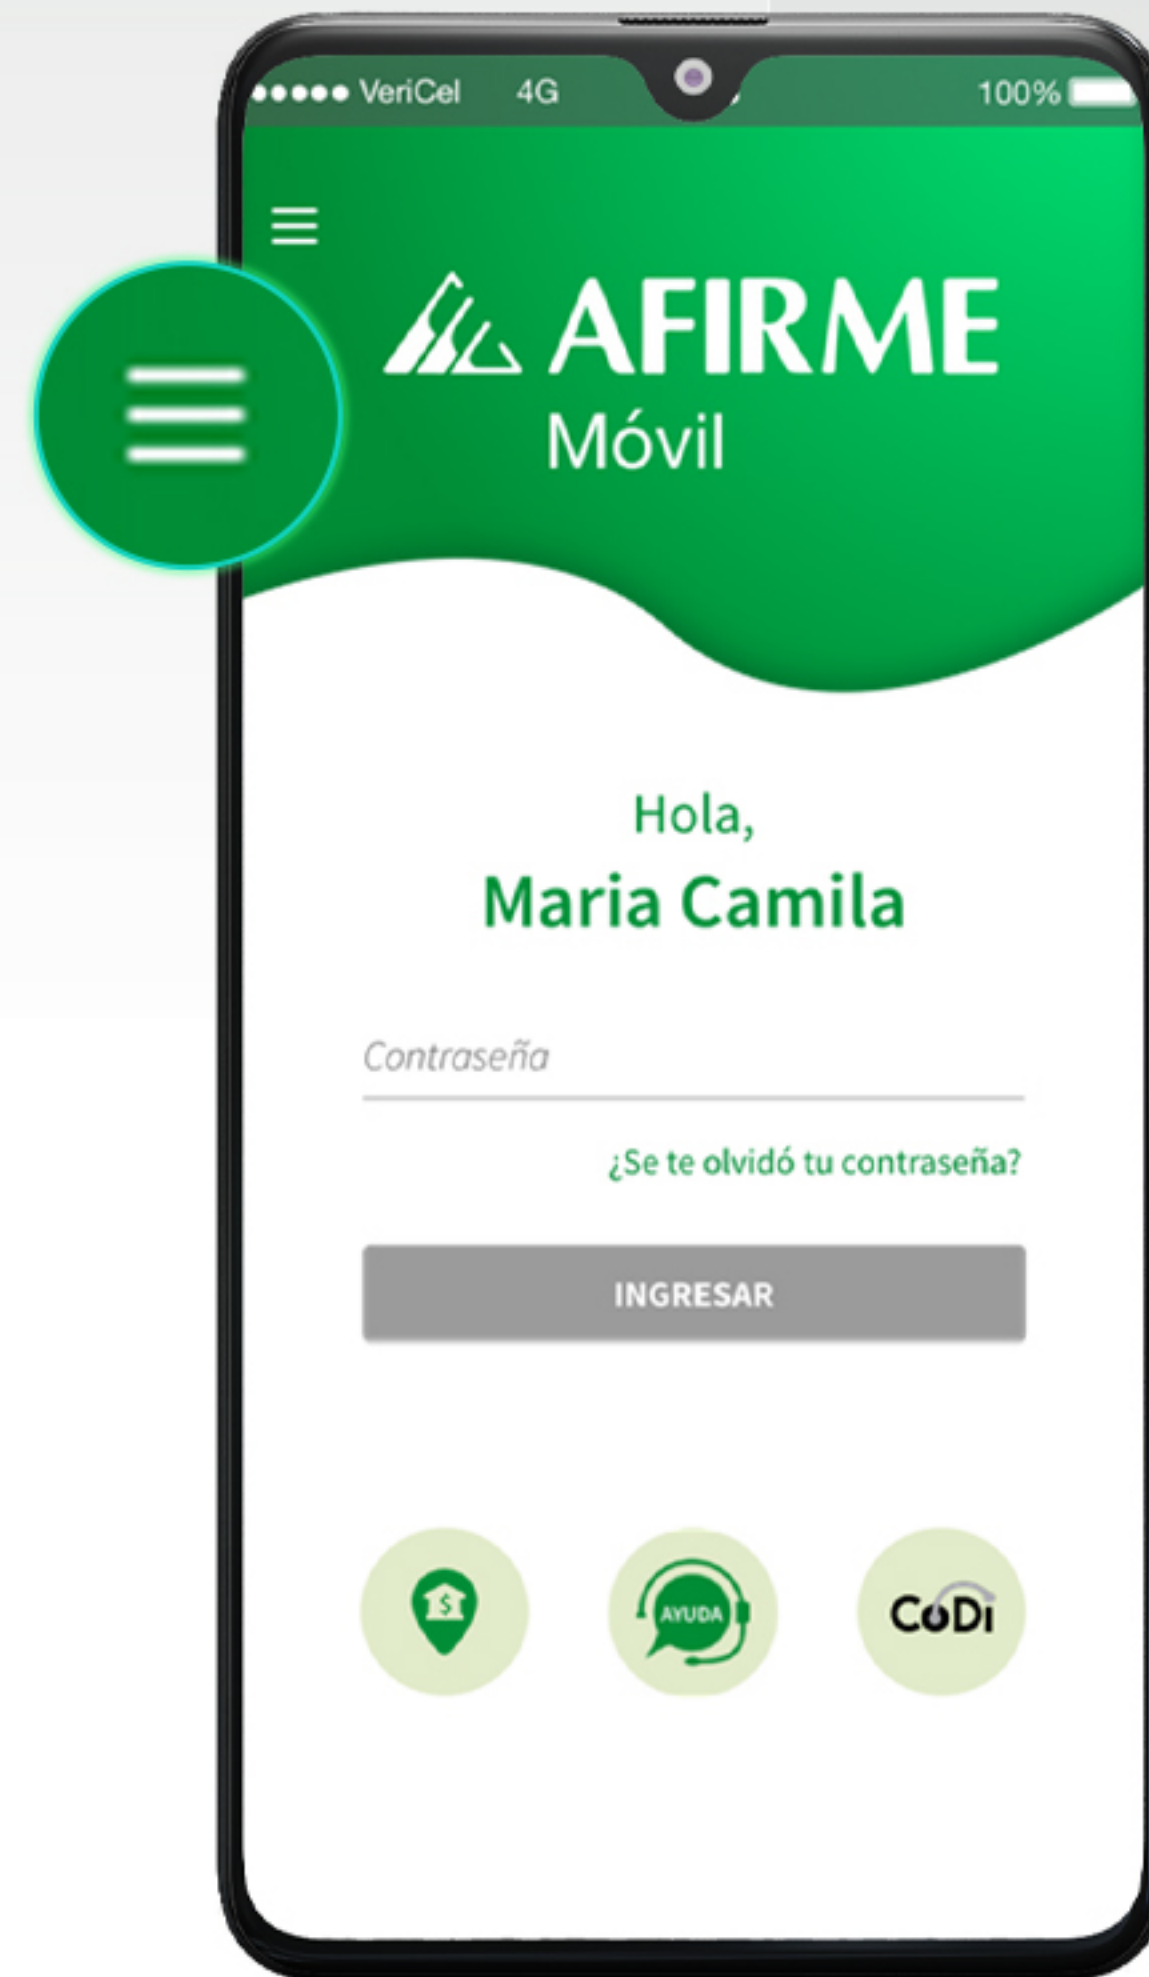 VeriCel 4G 100%
AFIRME
Móvil
Hola,
Maria Camila
Contraseña
¿Se te olvidó tu contraseña?
INGRESAR
$
AYUDA
CoDi